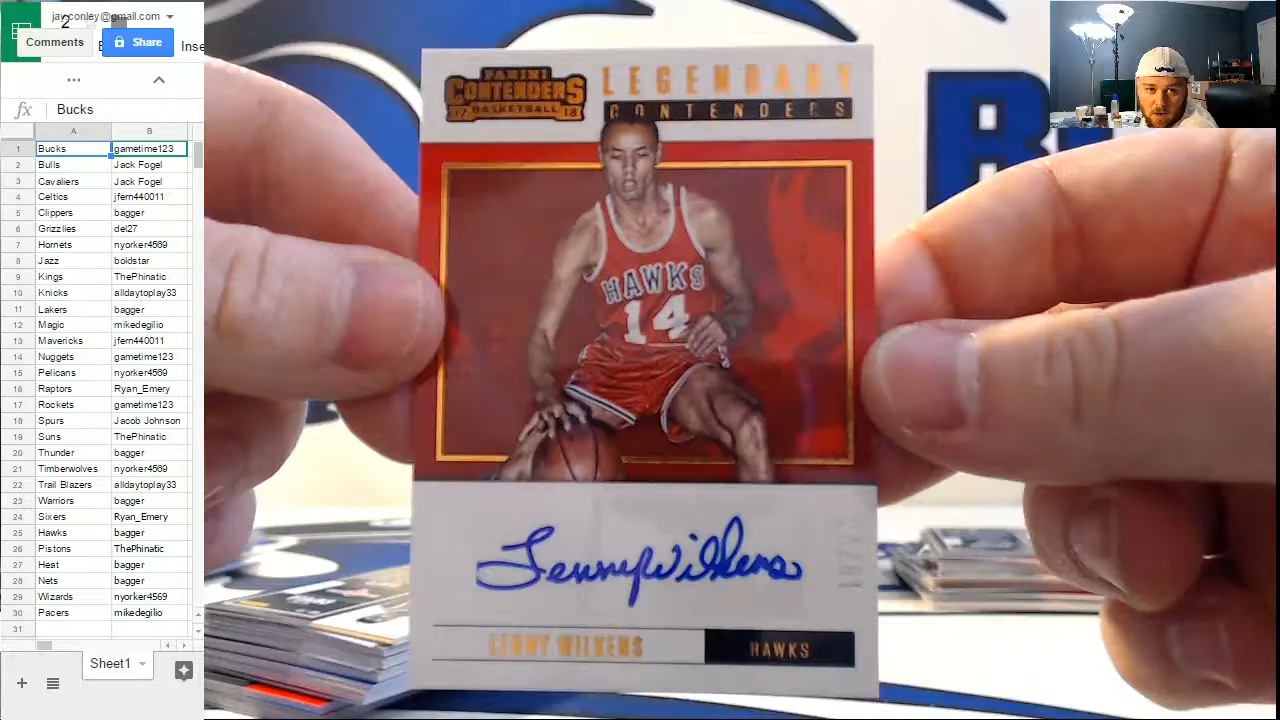 jay.conley@gmail.com
2
Comments
Share
Inse
fx Bucks
A B
1 Bucks gametime123
2 Bulls Jack Fogel
3 Cavaliers Jack Fogel
4 Celtics jfern440011
5 Clippers bagger
6 Grizzlies del27
7 Hornets nyorker4569
8 Jazz boldstar
9 Kings ThePhinatic
10 Knicks alldaytoplay33
11 Lakers bagger
12 Magic mikedegilio
13 Mavericks jfern440011
14 Nuggets gametime123
15 Pelicans nyorker4569
16 Raptors Ryan_Emery
17 Rockets gametime123
18 Spurs Jacob Johnson
19 Suns ThePhinatic
20 Thunder bagger
21 Timberwolves nyorker4569
22 Trail Blazers alldaytoplay33
23 Warriors bagger
24 Sixers Ryan_Emery
25 Hawks bagger
26 Pistons ThePhinatic
27 Heat bagger
28 Nets bagger
29 Wizards nyorker4569
30 Pacers mikedegilio
31
Sheet1
PANINI
CONTENDERS
17 BASKETBALL 18
LEGENDARY
CONTENDERS
HAWKS
14
Lenny Wilkens
LENNY WILKENS
HAWKS
B